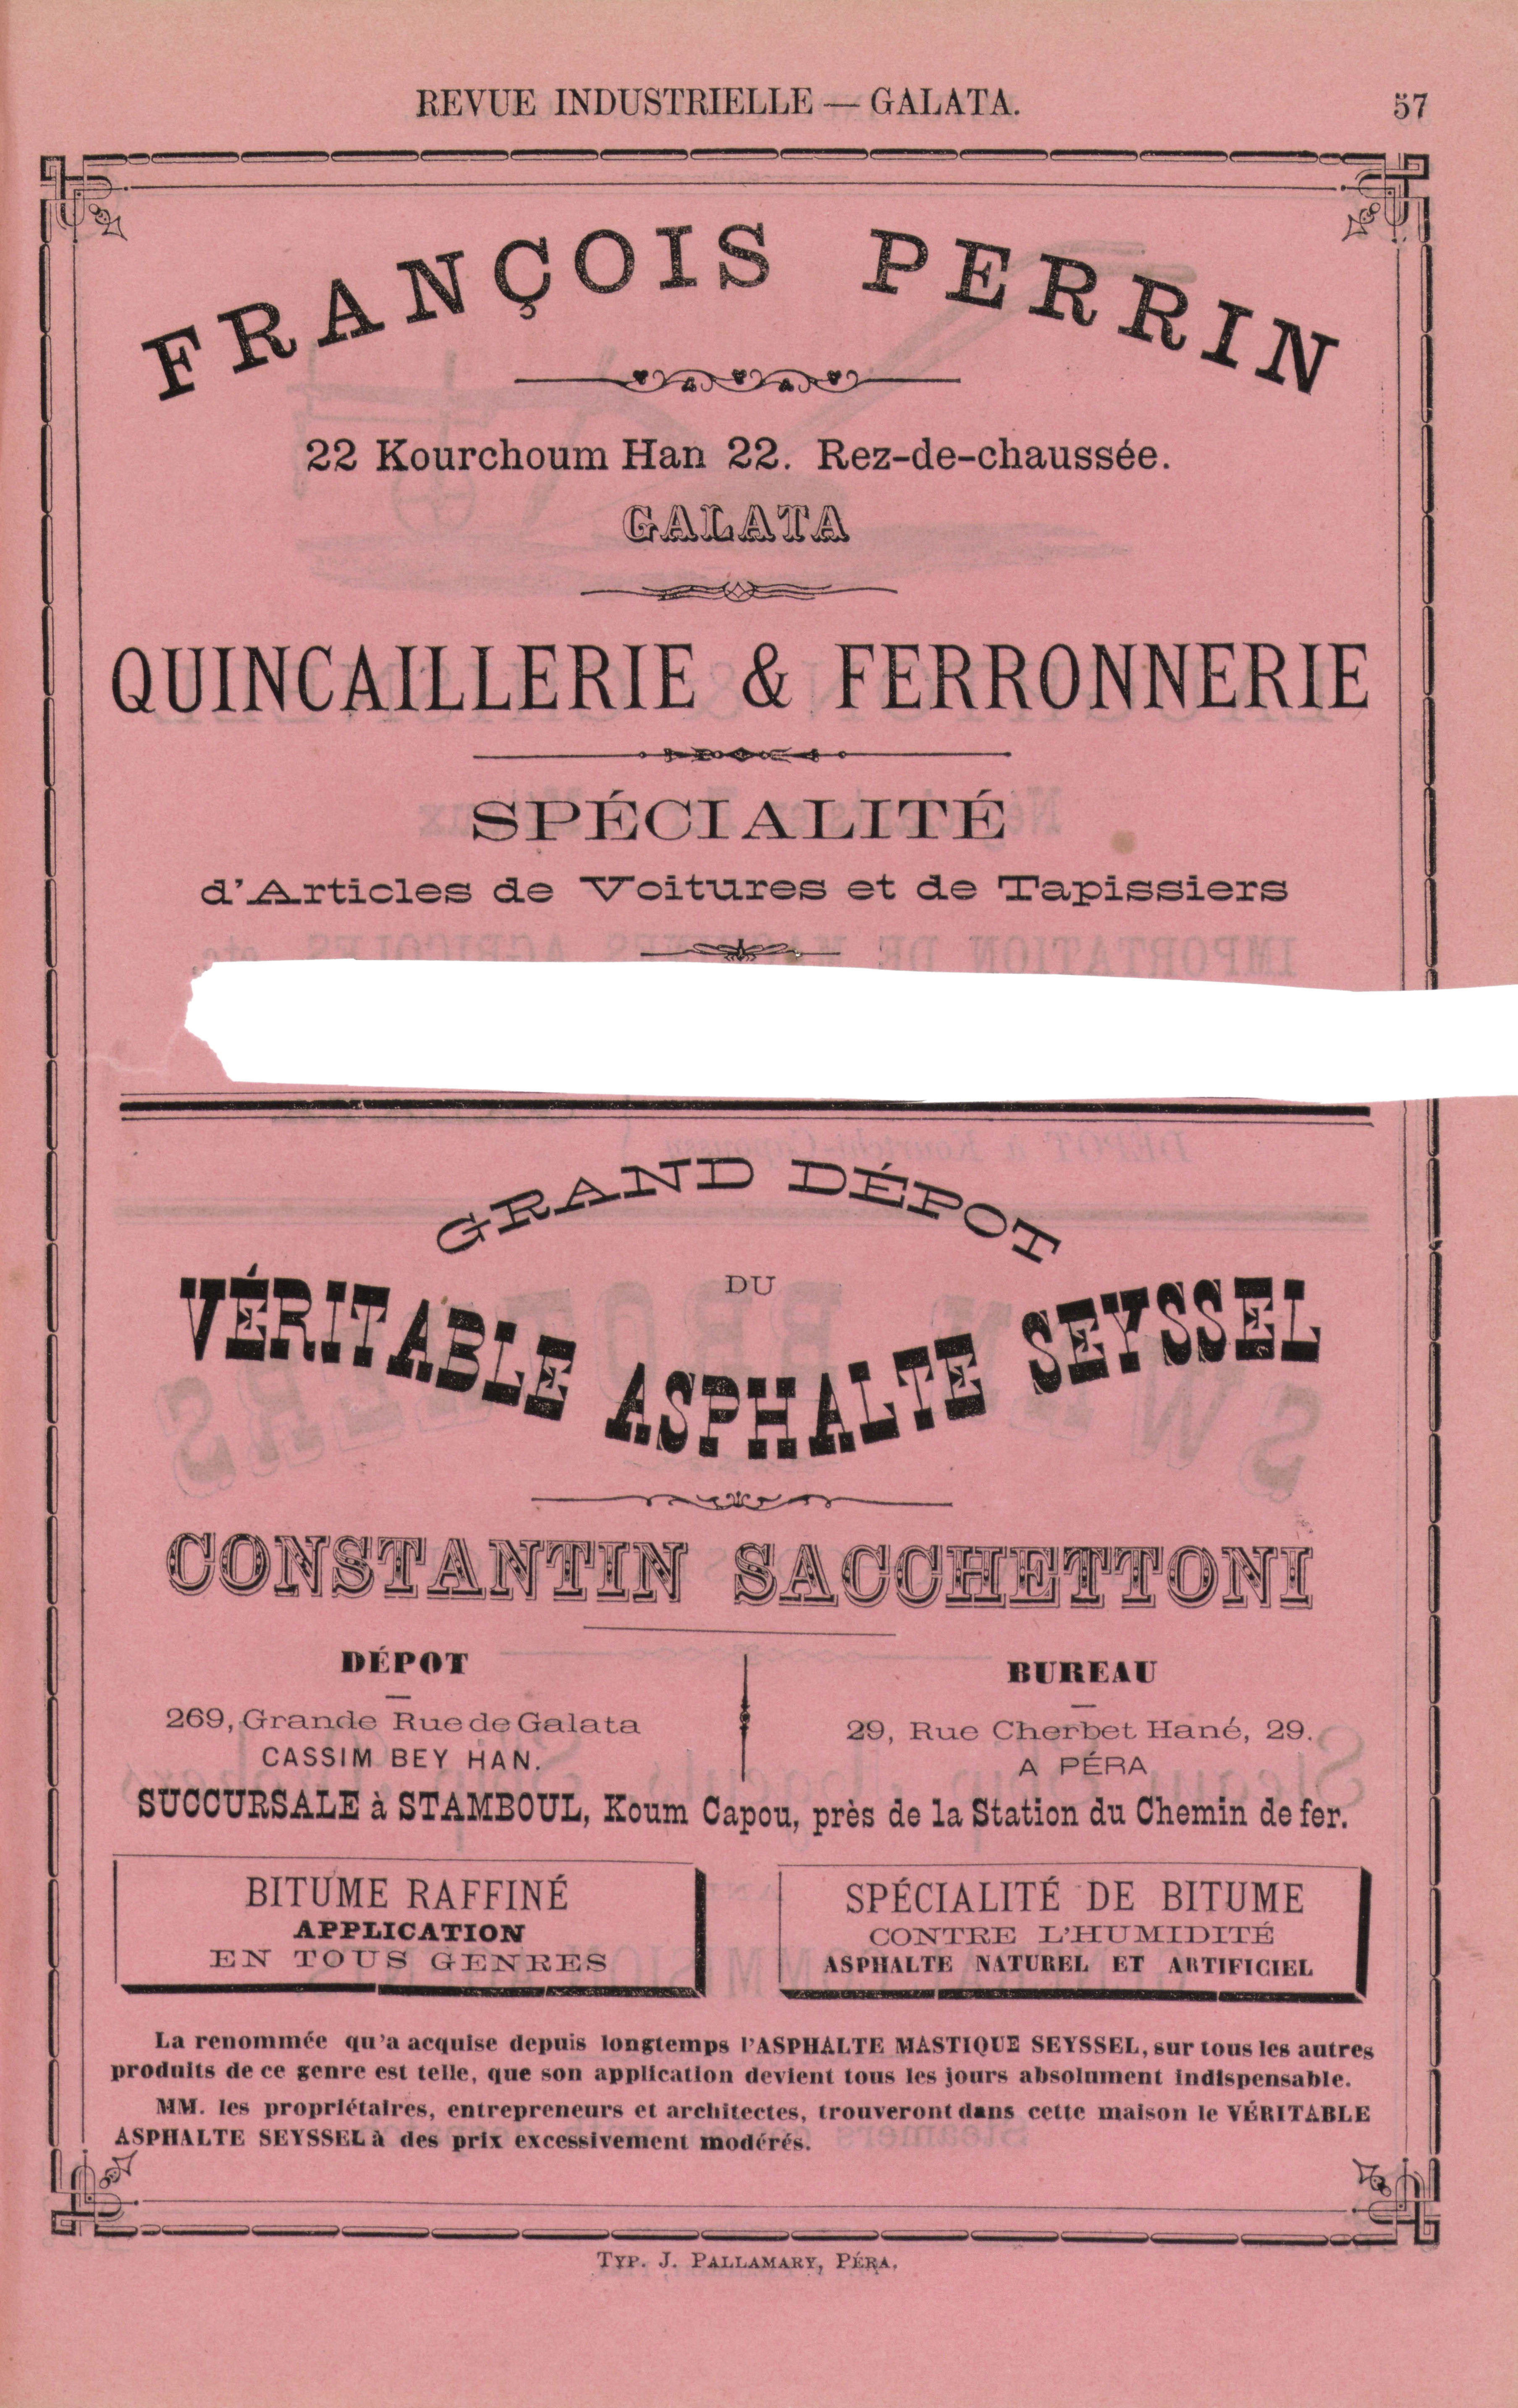 REVUE INDUSTRIELLE — GALATA.
57
FRANÇOIS PERRIN
22 Kourchoum Han 22. Rez-de-chaussée.
GALATA
QUINCAILLERIE & FERRONNERIE
SPÉCIALITÉ
d'Articles de Voitures et de Tapissiers
GRAND DÉPOT
DU
VÉRITABLE ASPHALTE SEYSSEL
CONSTANTIN SACCHETTONI
DÉPOT
269, Grande Rue de Galata
CASSIM BEY HAN.
BUREAU
29, Rue Cherbet Hané, 29.
A PÉRA
SUCCURSALE à STAMBOUL, Koum Capou, près de la Station du Chemin de fer.
BITUME RAFFINÉ
APPLICATION
EN TOUS GENRES
SPÉCIALITÉ DE BITUME
CONTRE L'HUMIDITÉ
ASPHALTE NATUREL ET ARTIFICIEL
La renommée qu'a acquise depuis longtemps l'ASPHALTE MASTIQUE SEYSSEL, sur tous les autres
produits de ce genre est telle, que son application devient tous les jours absolument indispensable.
MM. les propriétaires, entrepreneurs et architectes, trouveront dans cette maison le VÉRITABLE
ASPHALTE SEYSSEL à des prix excessivement modérés.
TYP. J. PALLAMARY, PÉRA.